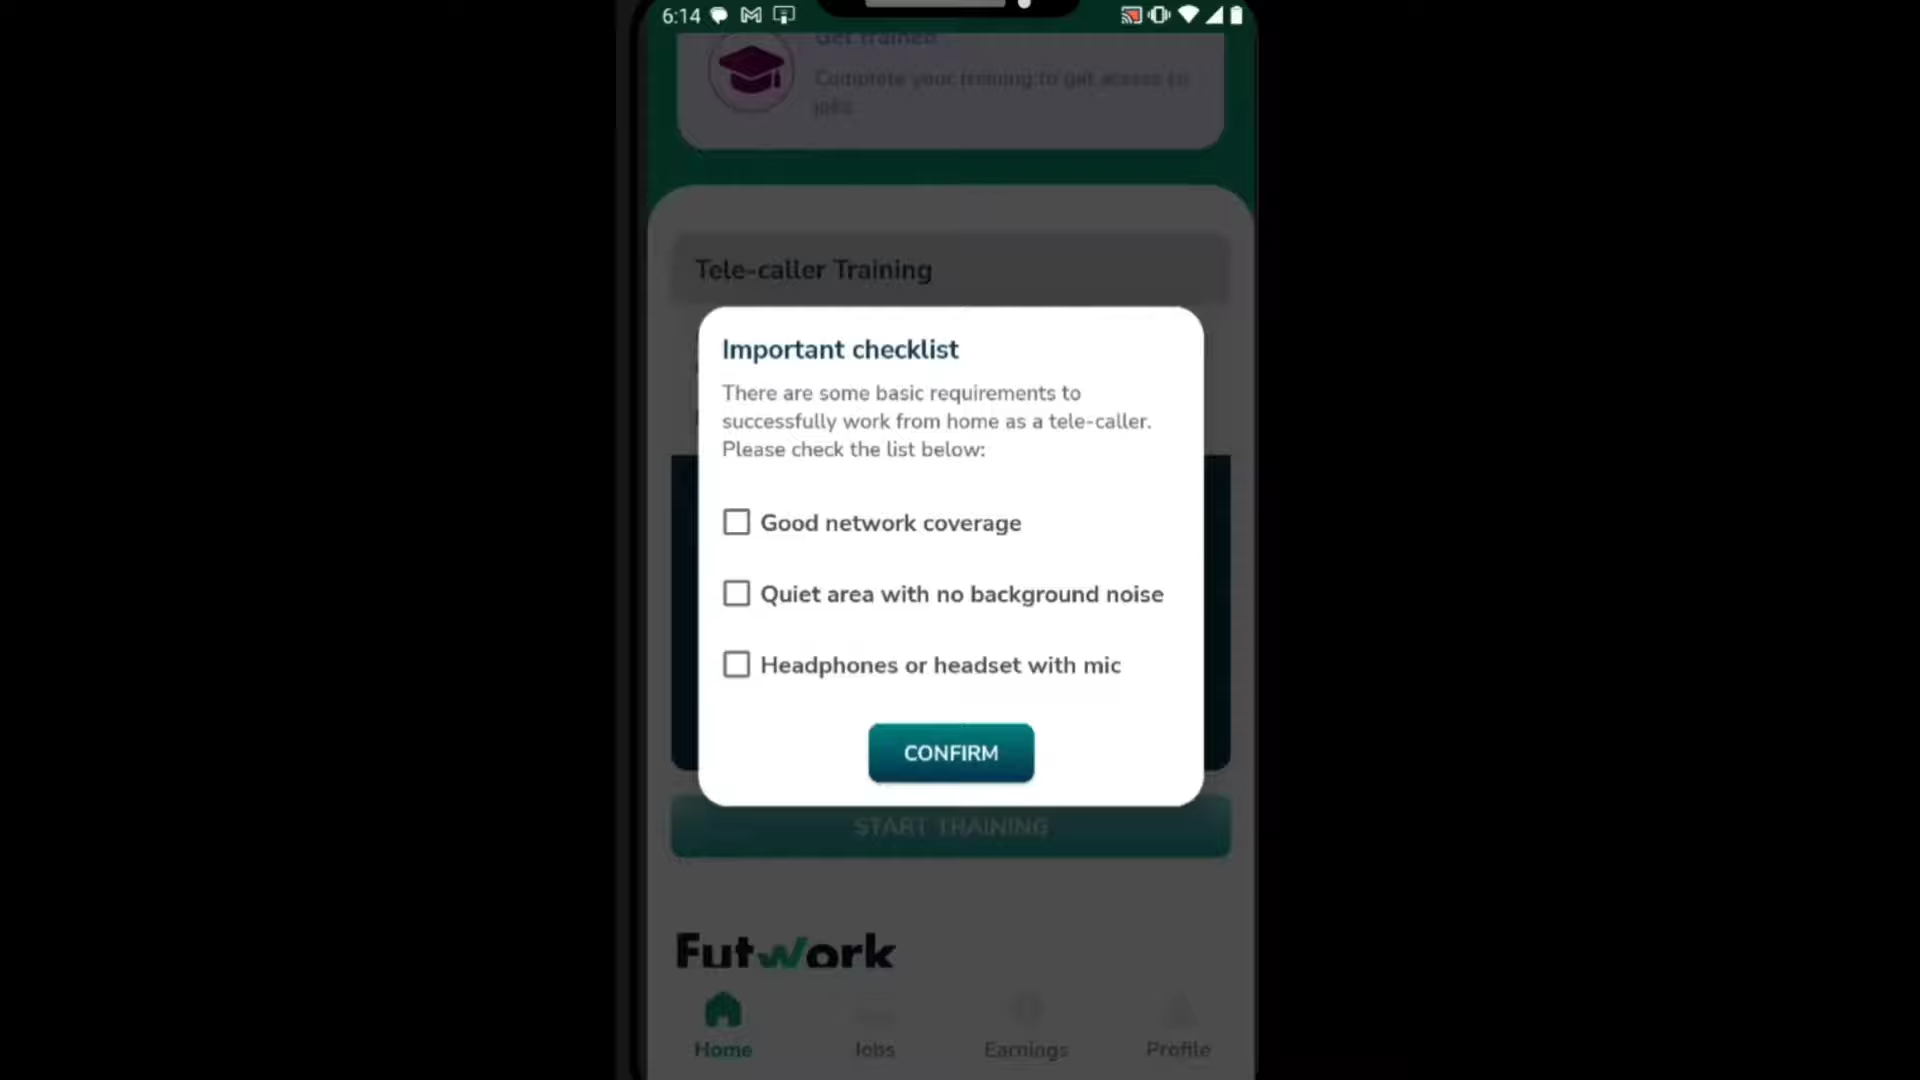 6:14
Get trained
Complete your training to get access to
jobs
Tele-caller Training
Important checklist
There are some basic requirements to
successfully work from home as a tele-caller.
Please check the list below:
Good network coverage
Quiet area with no background noise
Headphones or headset with mic
CONFIRM
START TRAINING
Futwork
Home
Jobs
Earnings
Profile